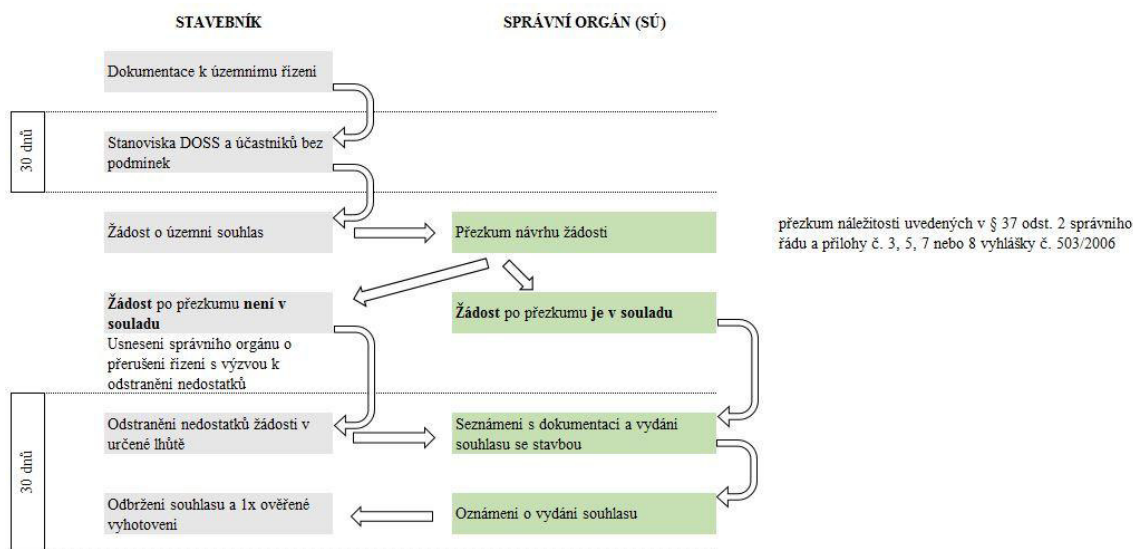 STAVEBNÍK
SPRÁVNÍ ORGÁN (SÚ)
Dokumentace k územnímu řízení
30 dnů
Stanoviska DOSS a účastníků bez
podmínek
Žádost o územní souhlas
Přezkum návrhu žádosti
přezkum náležitostí uvedených v § 37 odst. 2 správního
řádu a přílohy č. 3, 5, 7 nebo 8 vyhlášky č. 503/2006
Žádost po přezkumu není v
souladu
Usnesení správního orgánu o
přerušení řízení s výzvou k
odstranění nedostatků
Žádost po přezkumu je v souladu
30 dnů
Odstranění nedostatků žádosti v
určené lhůtě
Seznámení s dokumentací a vydání
souhlasu se stavbou
Odbržení souhlasu a 1x ověřené
vyhotovení
Oznámení o vydání souhlasu